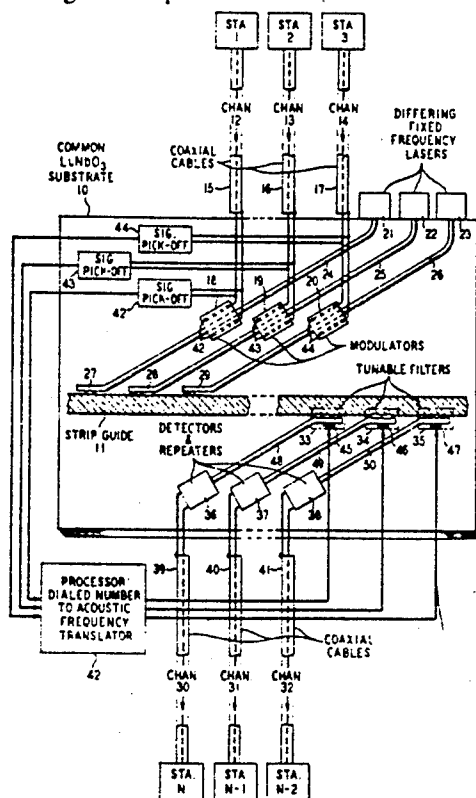 STA 1
STA 2
STA 3
CHAN 12
CHAN 13
CHAN 14
DIFFERING FIXED FREQUENCY LASERS
COAXIAL CABLES
COMMON LiNbO3 SUBSTRATE 10
15
16
17
21
22
23
44
SIG. PICK-OFF
43
SIG PICK-OFF
42
SIG PICK-OFF
18
19
20
24
25
26
42
43
44
MODULATORS
27
28
29
TUNABLE FILTERS
STRIP GUIDE 11
DETECTORS & REPEATERS
33
34
35
45
46
47
48
49
50
36
37
38
39
40
41
PROCESSOR DIALED NUMBER TO ACOUSTIC FREQUENCY TRANSLATOR
42
COAXIAL CABLES
CHAN 30
CHAN 31
CHAN 32
STA. N
STA. N-1
STA. N-2